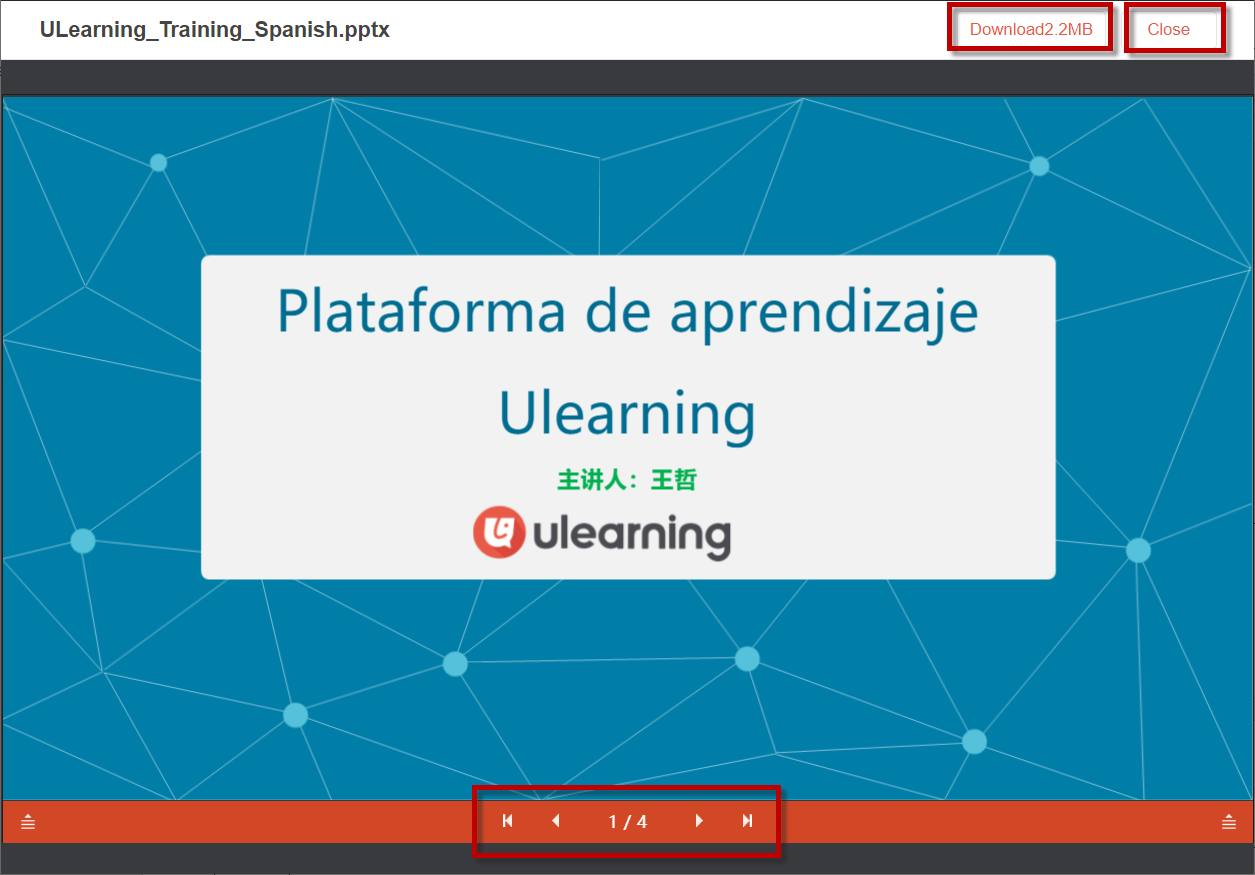 ULearning_Training_Spanish.pptx
Download2.2MB
Close
Plataforma de aprendizaje
Ulearning
主讲人：王哲
ulearning
1 / 4